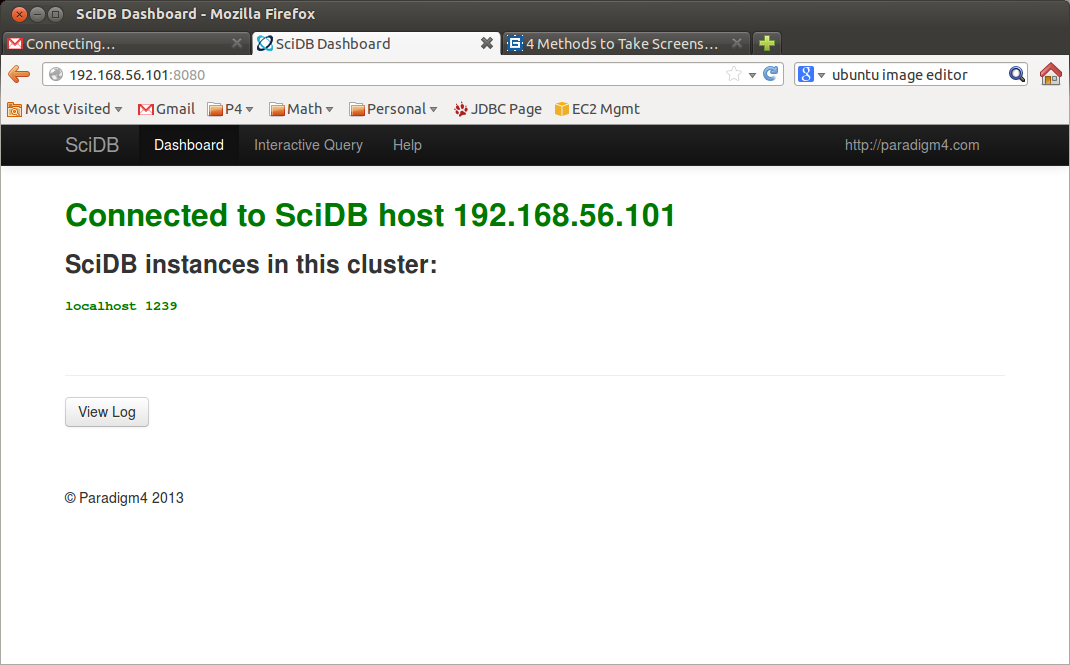 SciDB Dashboard - Mozilla Firefox
Connecting…
SciDB Dashboard
4 Methods to Take Screens…
192.168.56.101:8080
ubuntu image editor
Most Visited
Gmail
P4
Math
Personal
JDBC Page
EC2 Mgmt
SciDB
Dashboard
Interactive Query
Help
http://paradigm4.com
Connected to SciDB host 192.168.56.101
SciDB instances in this cluster:
localhost 1239
View Log
© Paradigm4 2013